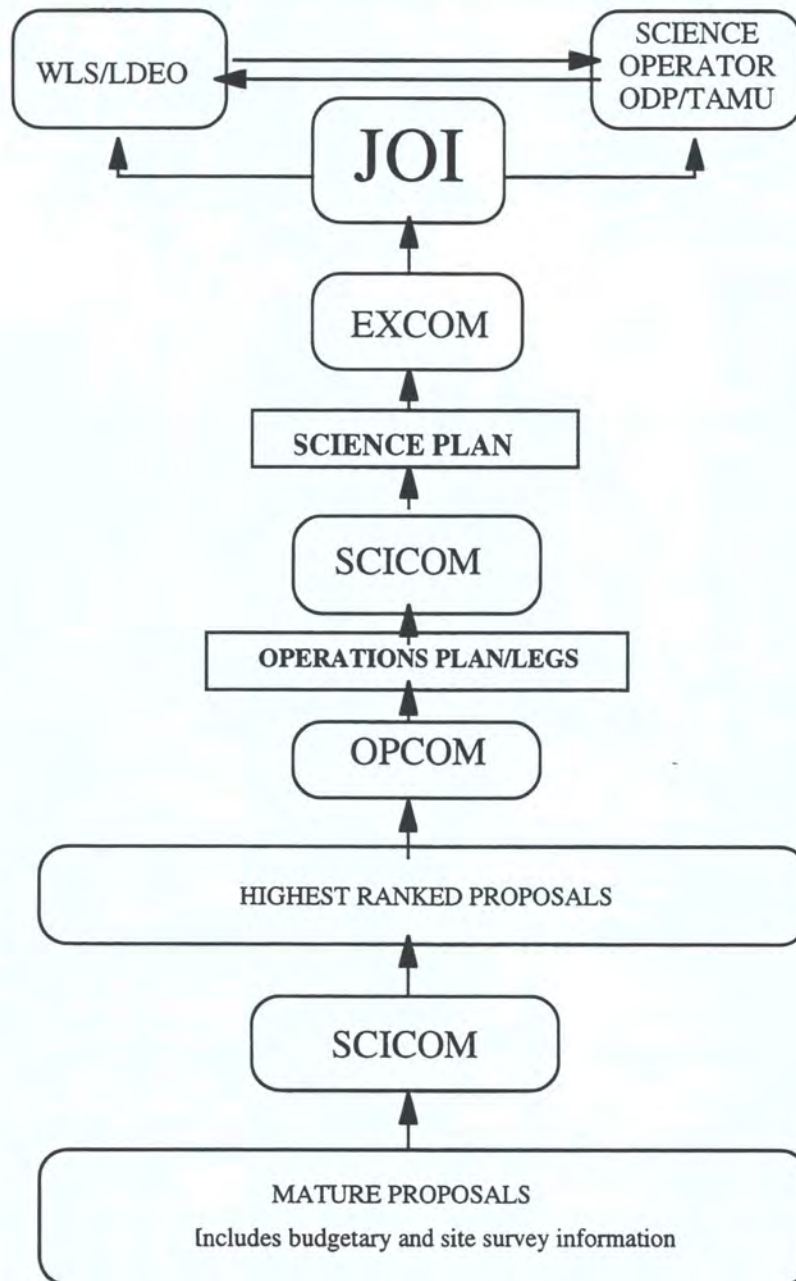 WLS/LDEO
SCIENCE
OPERATOR
ODP/TAMU
JOI
EXCOM
SCIENCE PLAN
SCICOM
OPERATIONS PLAN/LEGS
OPCOM
HIGHEST RANKED PROPOSALS
SCICOM
MATURE PROPOSALS
Includes budgetary and site survey information